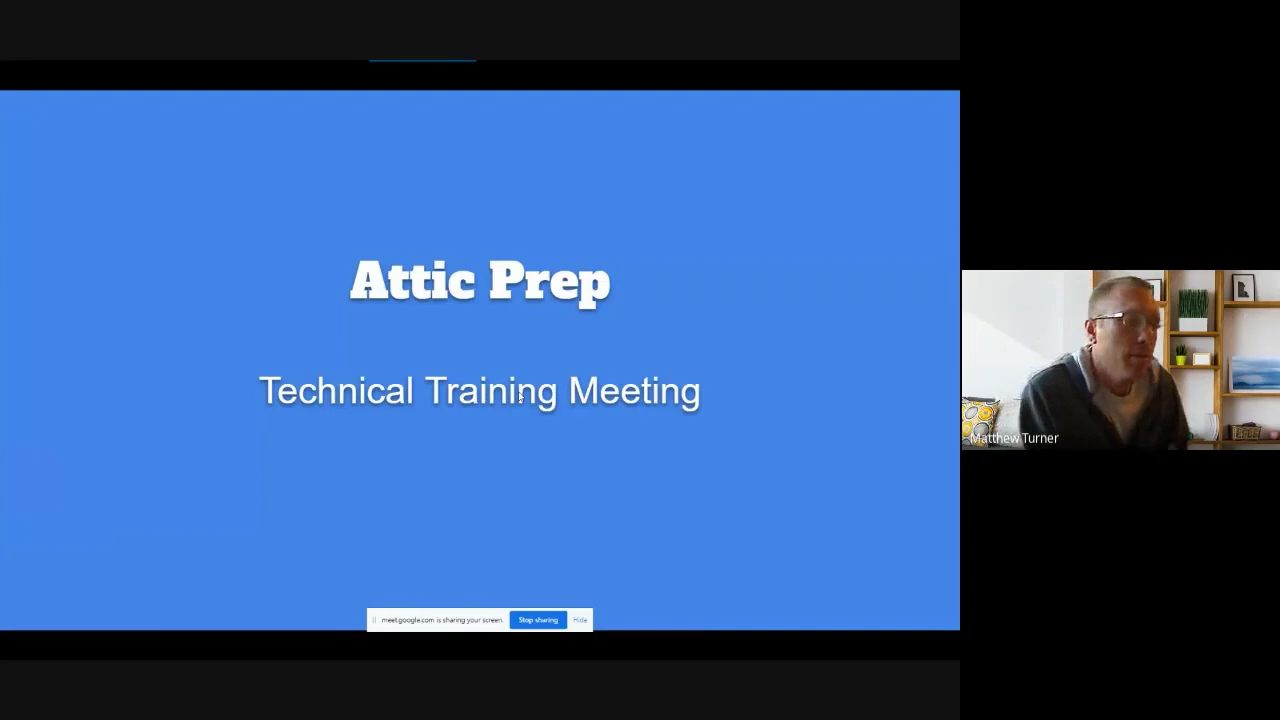 Attic Prep
Technical Training Meeting
meet.google.com is sharing your screen.
Stop sharing
Hide
Matthew Turner